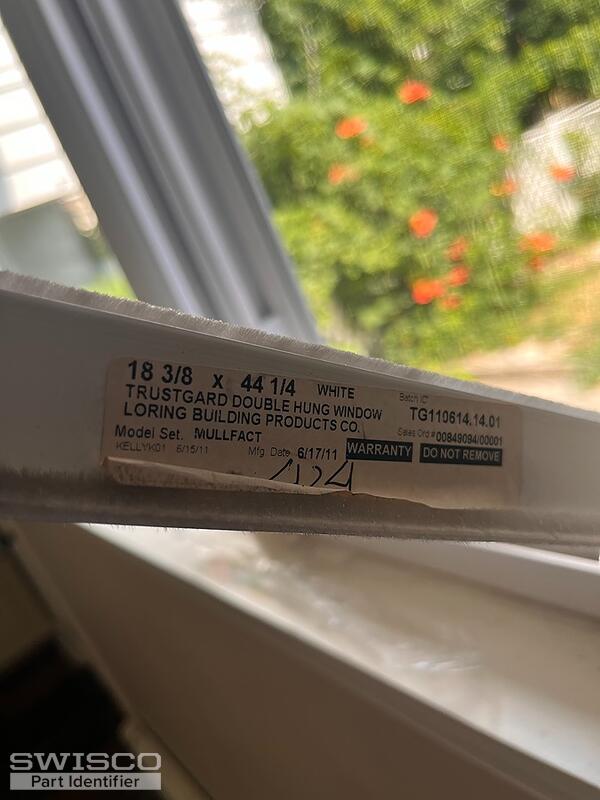 18 3/8 x 44 1/4 WHITE
TRUSTGARD DOUBLE HUNG WINDOW
LORING BUILDING PRODUCTS CO.
Model Set. MULLFACT
KELLYK01 6/15/11 Mfg. Date 6/17/11
Batch IC
TG110614.14.01
Sales Ord # 00849094/00001
WARRANTY DO NOT REMOVE
SWISCO
Part Identifier